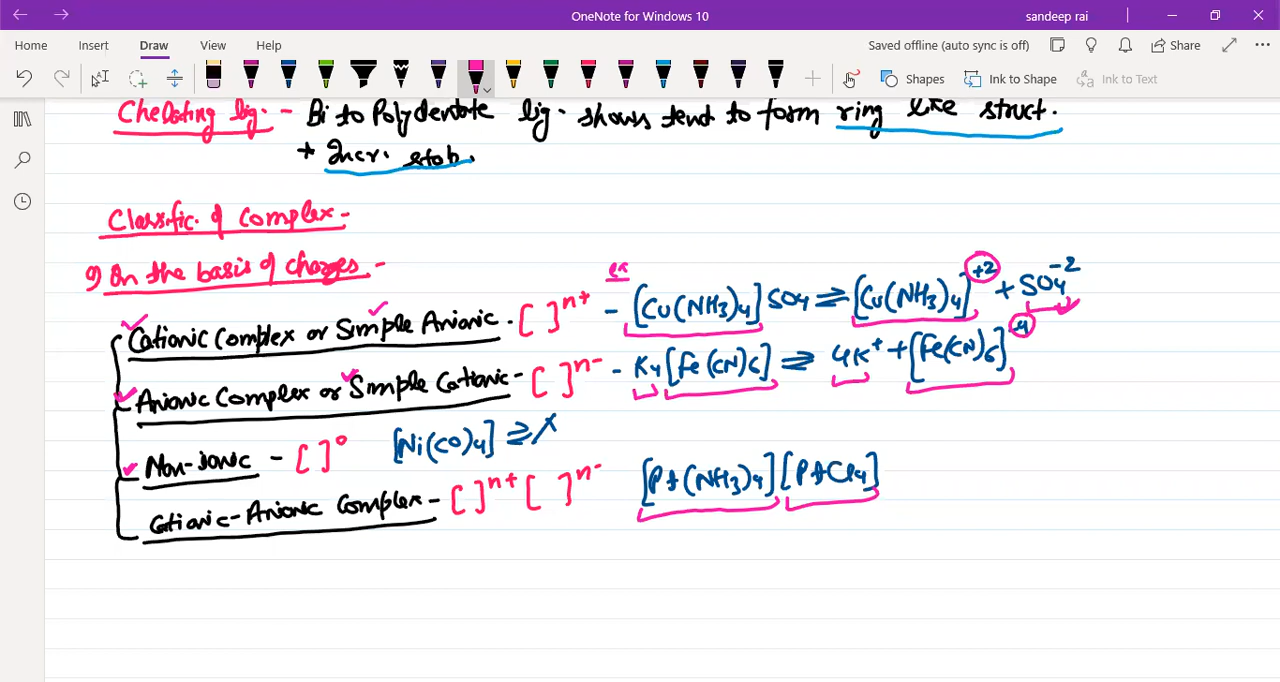 OneNote for Windows 10
sandeep rai
Home Insert Draw View Help
Saved offline (auto sync is off)
Share
Shapes Ink to Shape Ink to Text
Chelating lig. - Bi to Polydentate lig. shows tend to form ring like struct.
+ Incr. stab.
Classific. of Complex -
1) On the basis of charges -
ex
Cationic Complex or Simple Anionic. [ ]ⁿ⁺ - [Cu(NH₃)₄]SO₄ ⇌ [Cu(NH₃)₄]⁺² + SO₄⁻²
Anionic Complex or Simple Cationic - [ ]ⁿ⁻ - K₄[Fe(CN)₆] ⇌ 4K⁺ + [Fe(CN)₆]⁻⁴
Non-ionic - [ ]⁰ [Ni(CO)₄] ⇌ X
Cationic-Anionic Complex - [ ]ⁿ⁺ [ ]ⁿ⁻ [Pt(NH₃)₄][PtCl₄]